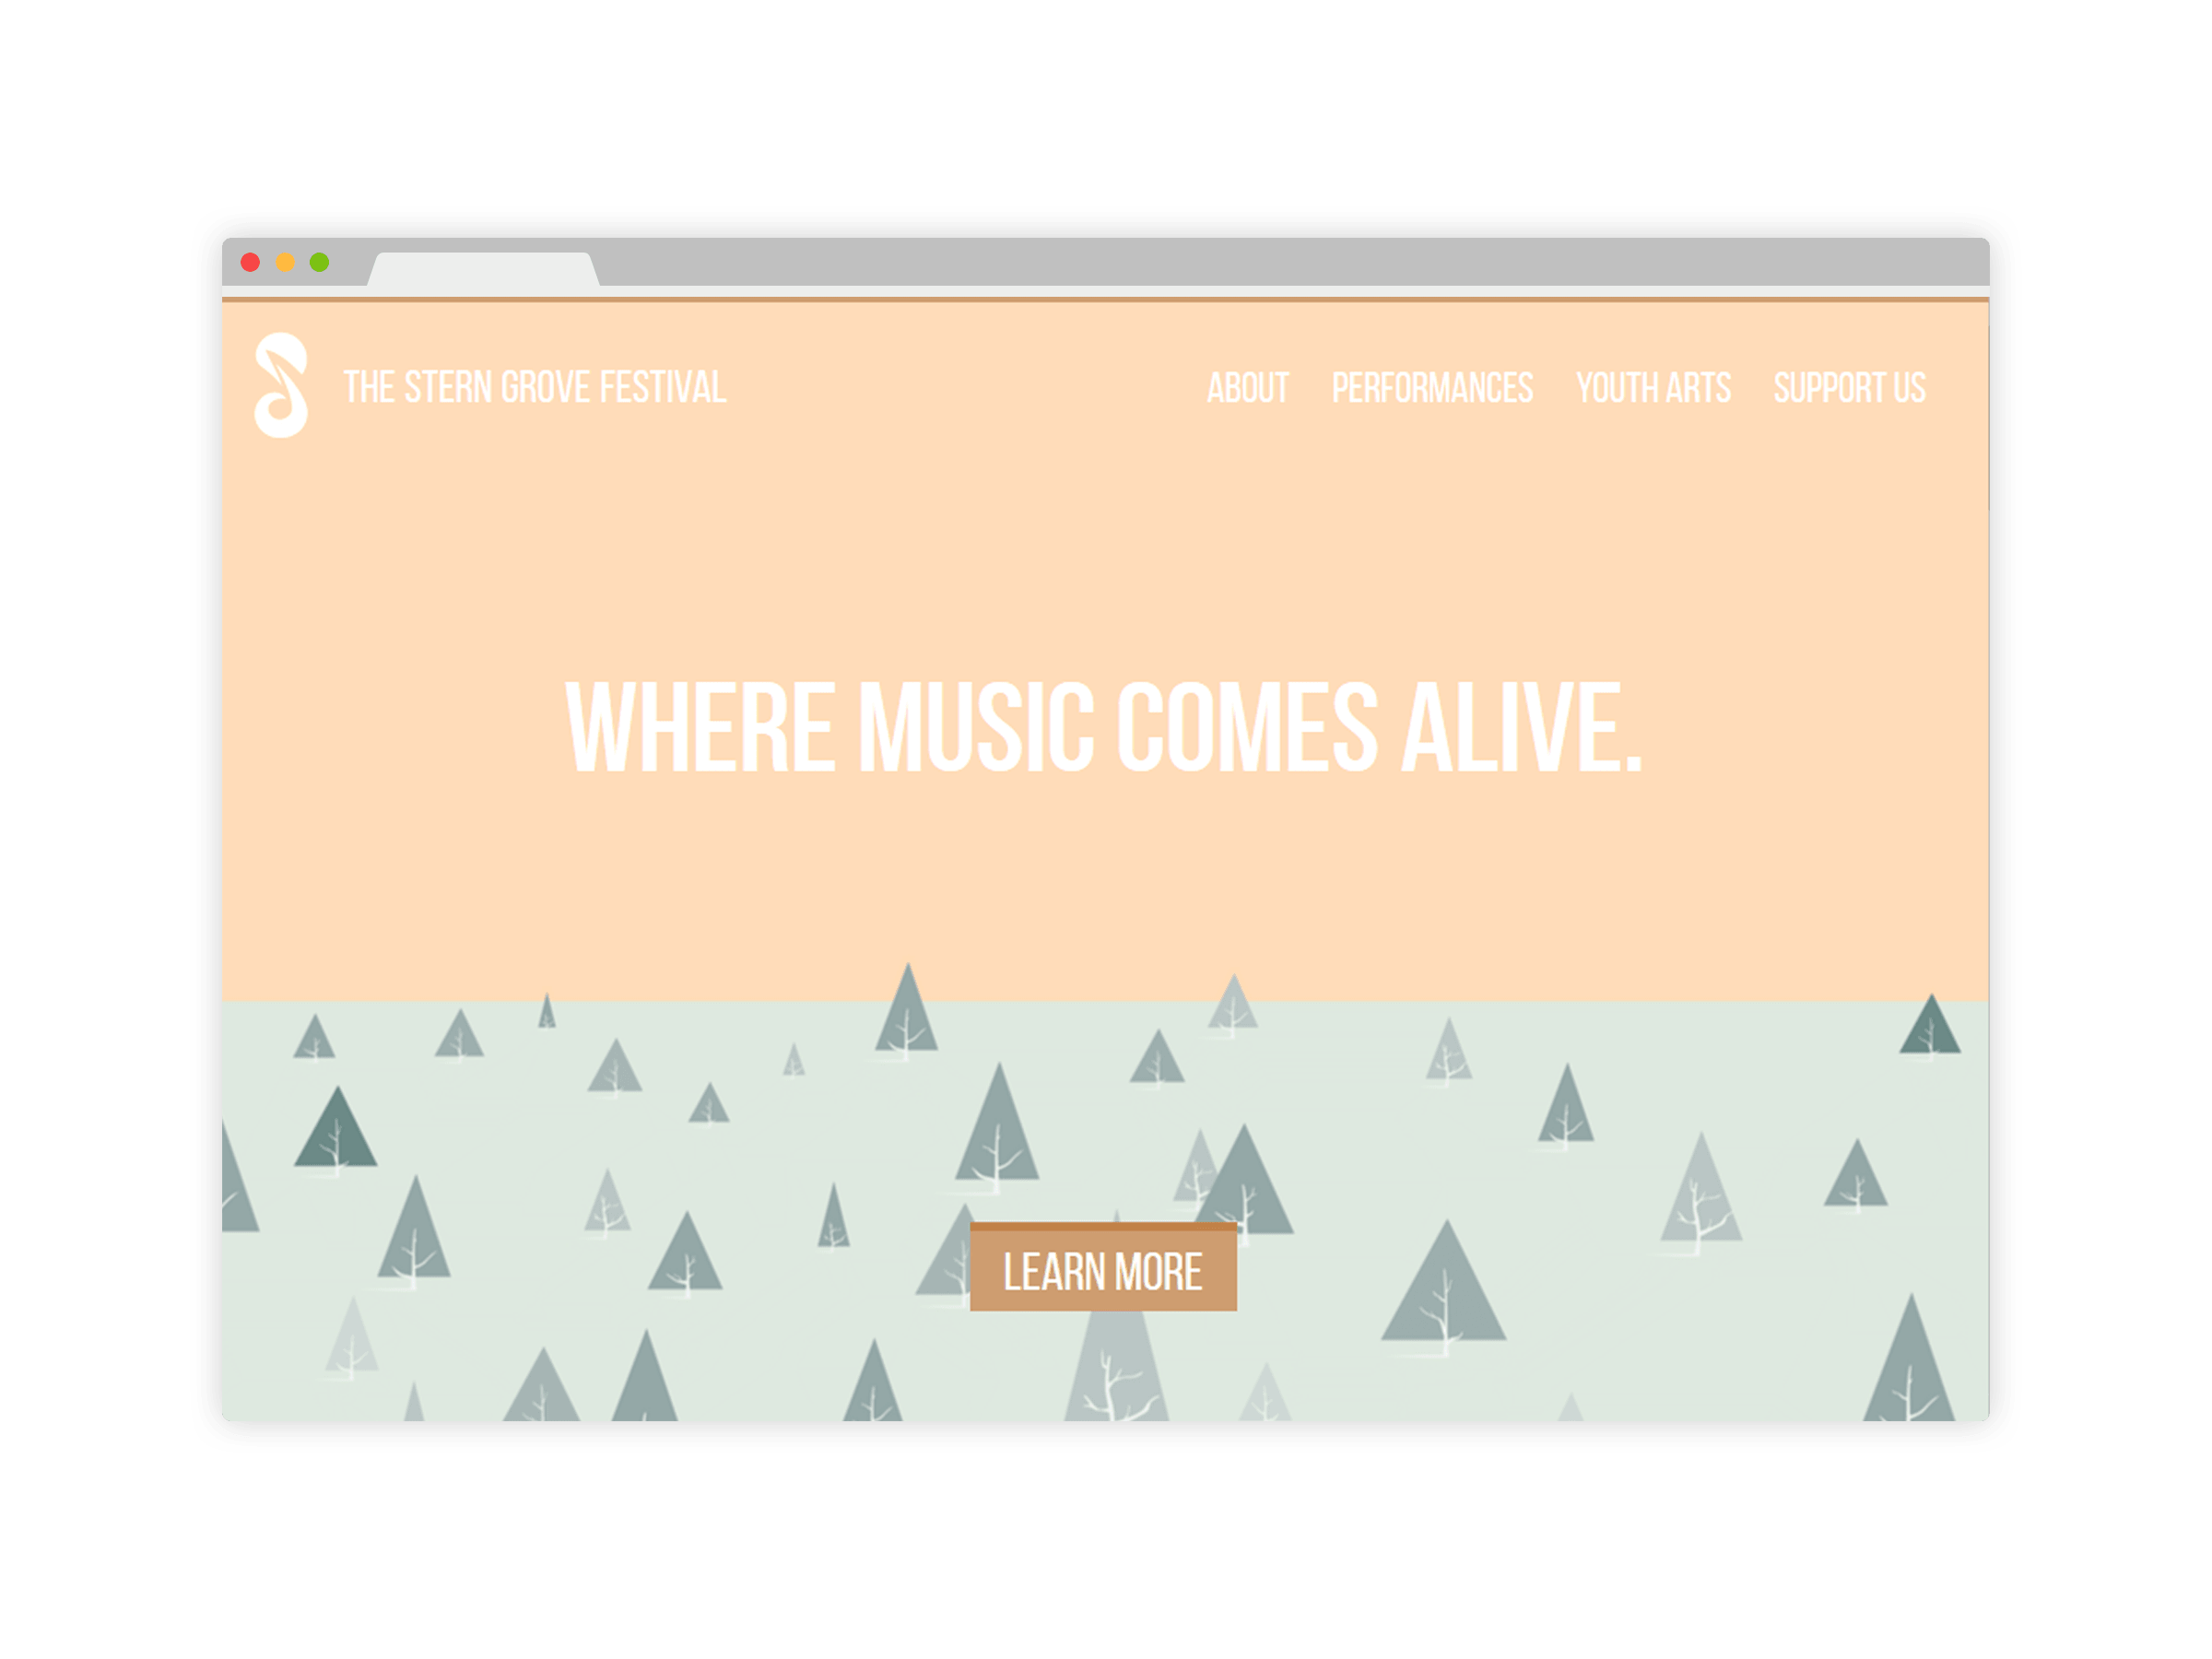 THE STERN GROVE FESTIVAL
ABOUT PERFORMANCES YOUTH ARTS SUPPORT US
WHERE MUSIC COMES ALIVE.
LEARN MORE